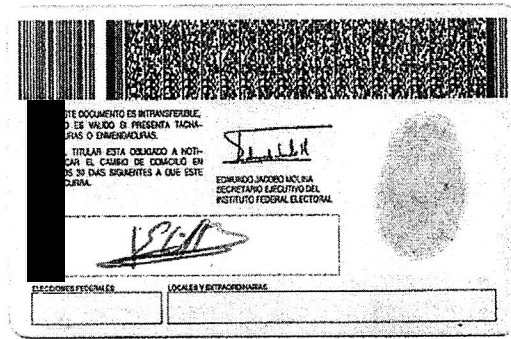 STE DOCUMENTO ES INTRANSFERIBLE,
O ES VALIDO SI PRESENTA TACHA-
URAS O ENMENDADURAS.
TITULAR ESTA OBLIGADO A NOTI-
CAR EL CAMBIO DE DOMICILIO EN
OS 30 DIAS SIGUIENTES A QUE ESTE
CURRA.
EDMUNDO JACOBO MOLINA
SECRETARIO EJECUTIVO DEL
INSTITUTO FEDERAL ELECTORAL
ELECCIONES FEDERALES
LOCALES Y EXTRAORDINARIAS